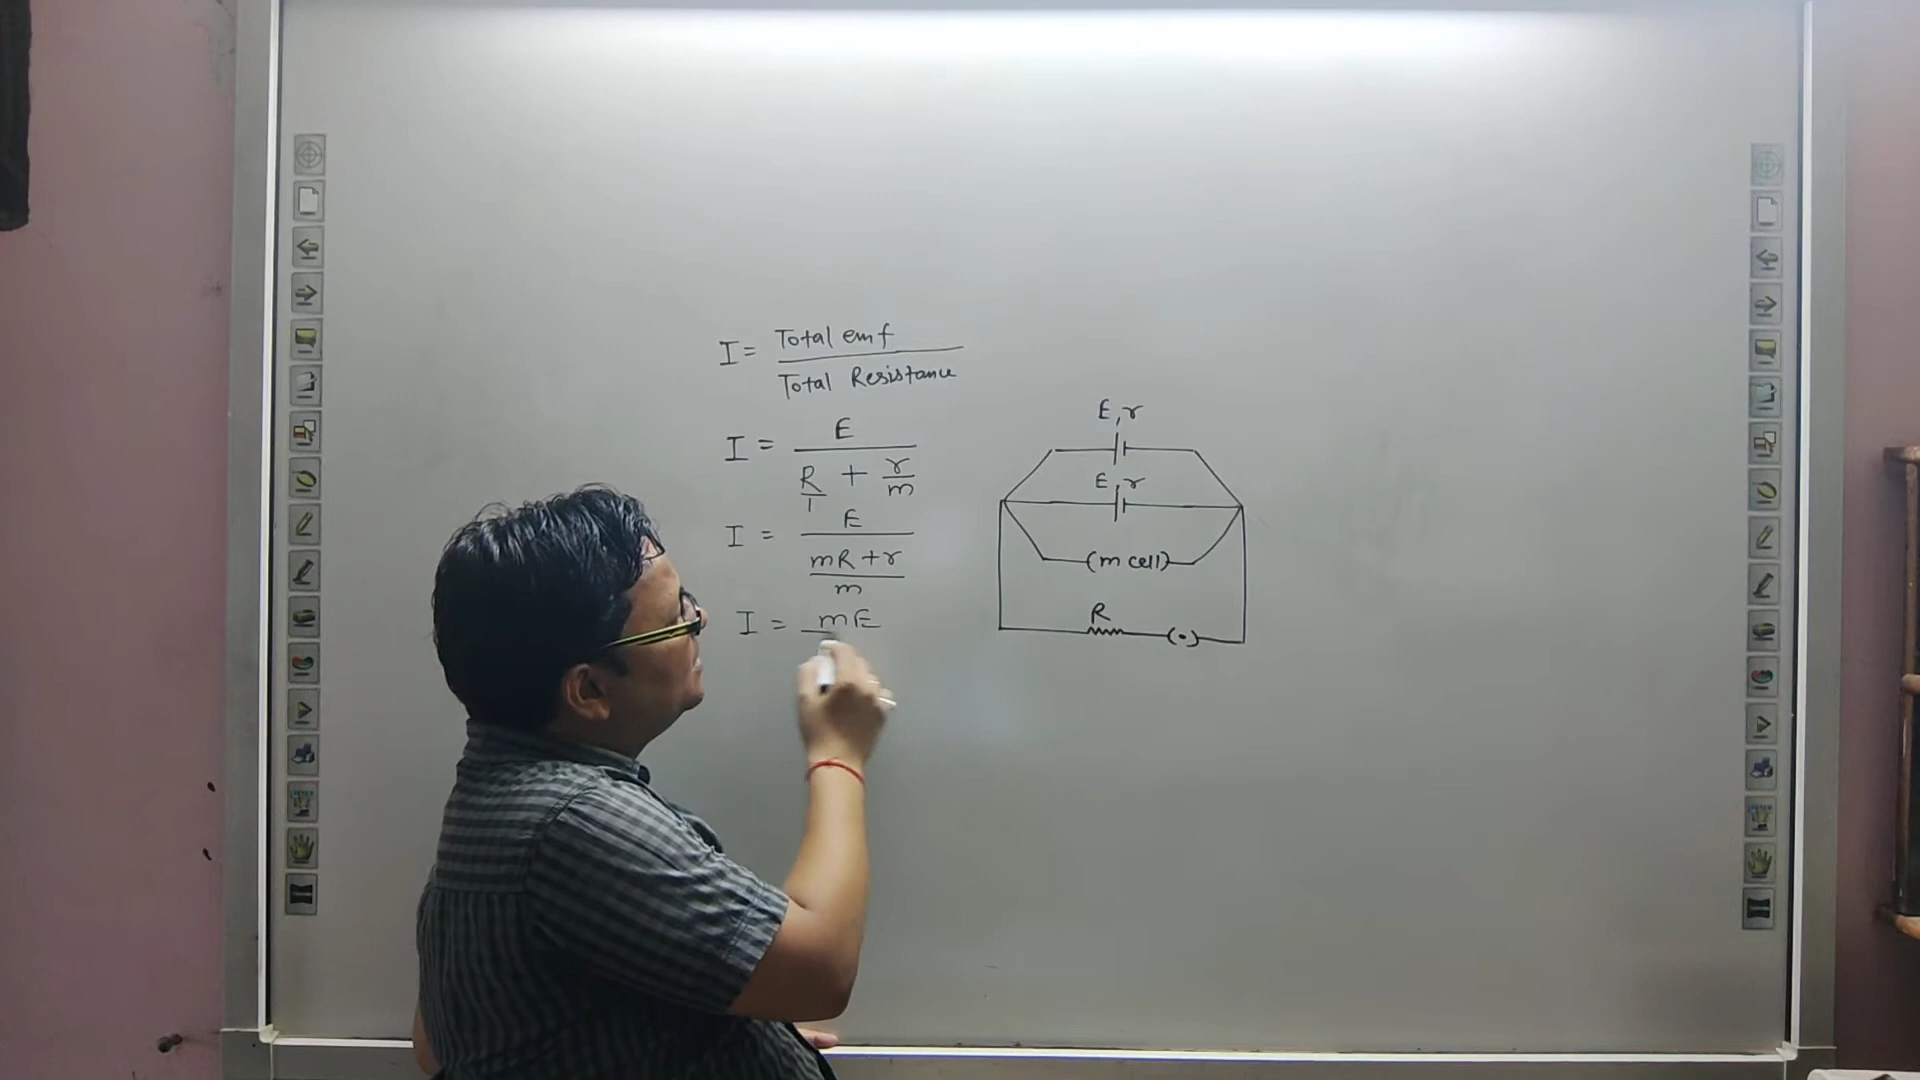 I = Total emf
Total Resistance
I = E
R/1 + r/m
I = E
mR + r
m
I = mE
E, r
E, r
(m cell)
R
(•)